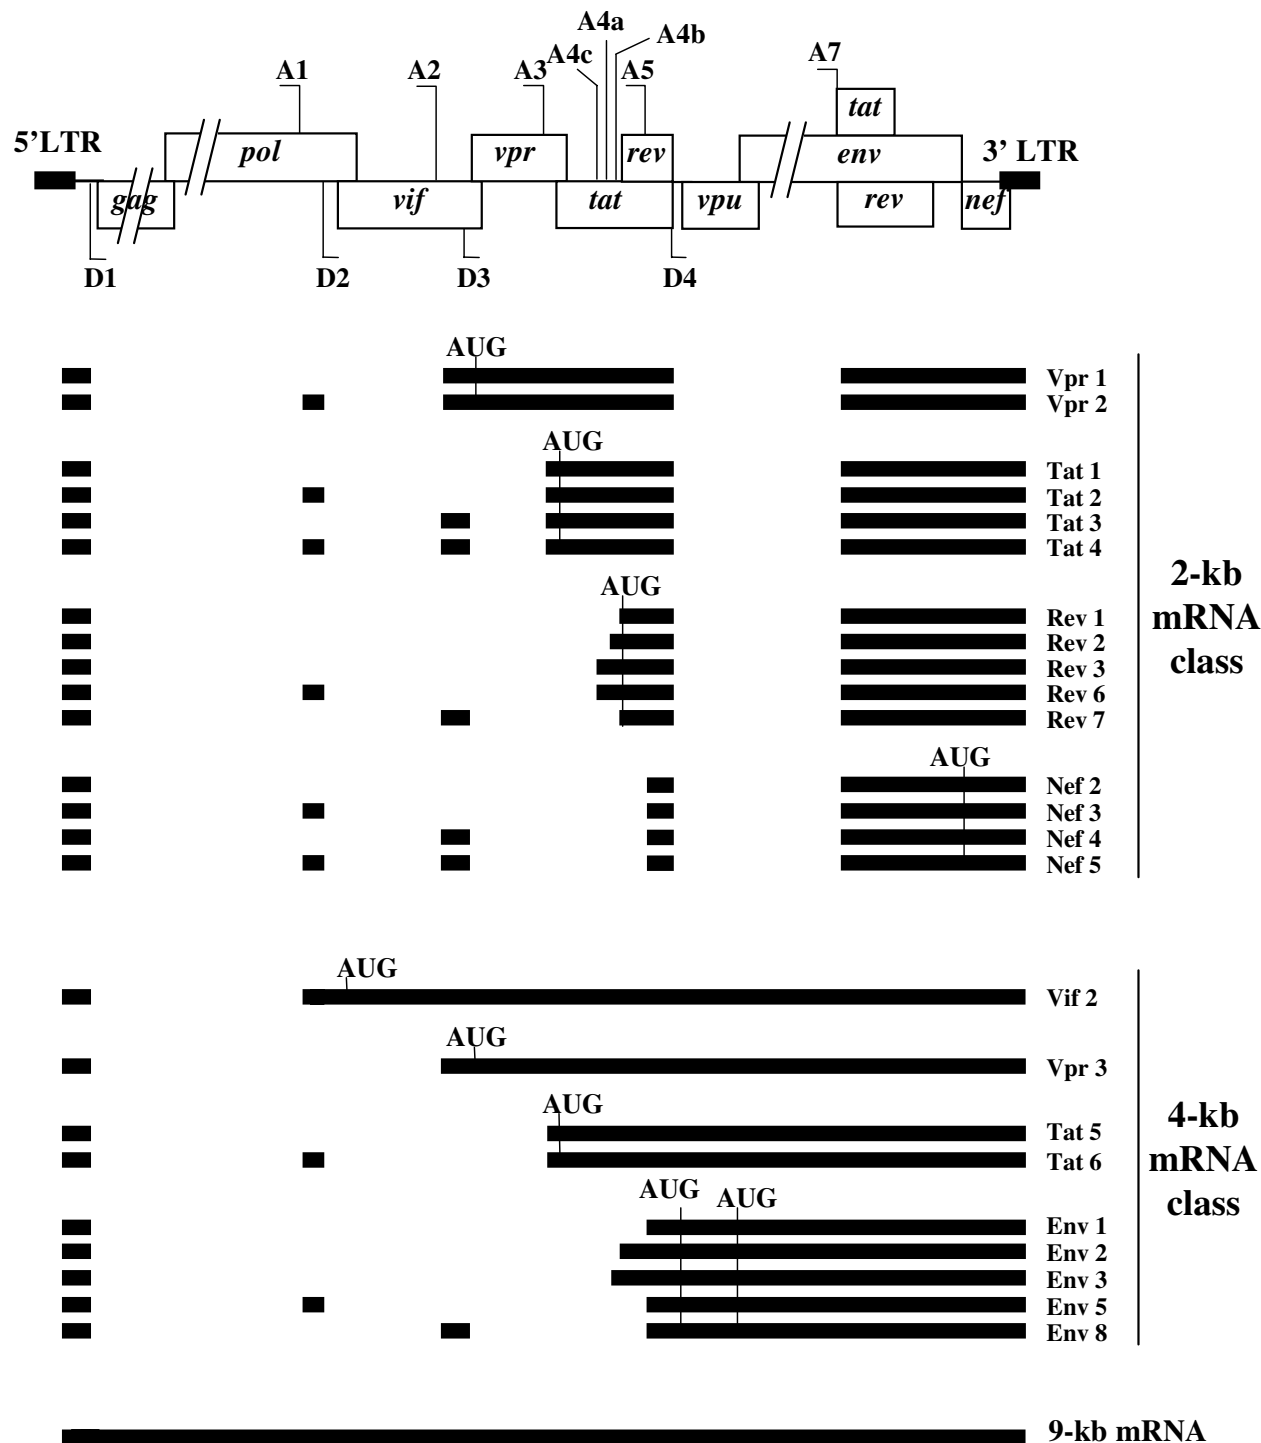 A4a
A4b
A4c
A7
A1
A2
A3
A5
tat
5’LTR
pol
vpr
rev
env
3’ LTR
gag
vif
tat
vpu
rev
nef
D1
D2
D3
D4
AUG
Vpr 1
Vpr 2
AUG
Tat 1
Tat 2
Tat 3
Tat 4
AUG
Rev 1
Rev 2
Rev 3
Rev 6
Rev 7
AUG
Nef 2
Nef 3
Nef 4
Nef 5
2-kb
mRNA
class
AUG
Vif 2
AUG
Vpr 3
AUG
Tat 5
Tat 6
AUG AUG
Env 1
Env 2
Env 3
Env 5
Env 8
4-kb
mRNA
class
9-kb mRNA